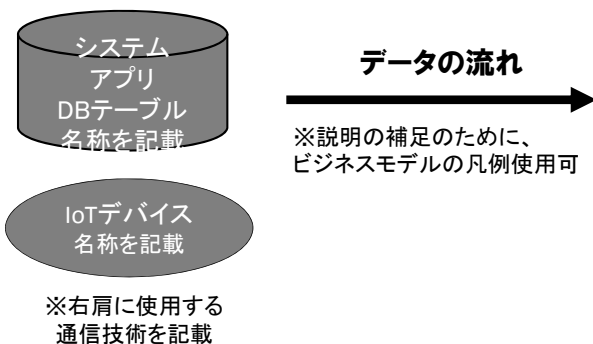 システム
アプリ
DBテーブル
名称を記載
データの流れ
※説明の補足のために、
ビジネスモデルの凡例使用可
IoTデバイス
名称を記載
※右肩に使用する
通信技術を記載